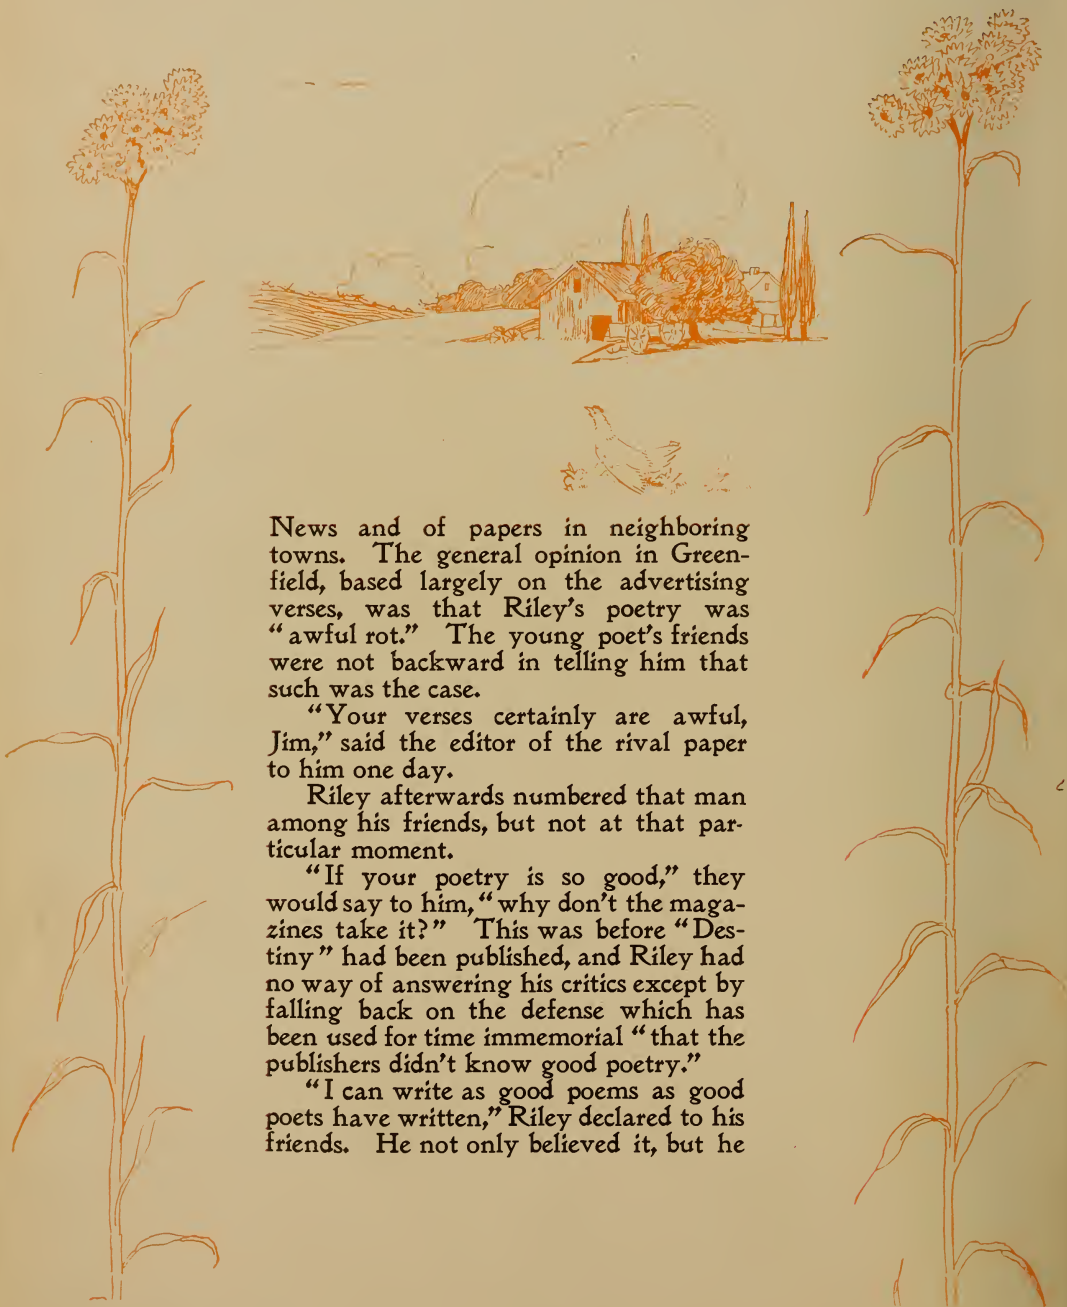 News and of papers in neighboring
towns. The general opinion in Green-
field, based largely on the advertising
verses, was that Riley's poetry was
"awful rot." The young poet's friends
were not backward in telling him that
such was the case.
"Your verses certainly are awful,
Jim," said the editor of the rival paper
to him one day.
Riley afterwards numbered that man
among his friends, but not at that par-
ticular moment.
"If your poetry is so good," they
would say to him, "why don't the maga-
zines take it?" This was before "Des-
tiny" had been published, and Riley had
no way of answering his critics except by
falling back on the defense which has
been used for time immemorial "that the
publishers didn't know good poetry."
"I can write as good poems as good
poets have written," Riley declared to his
friends. He not only believed it, but he